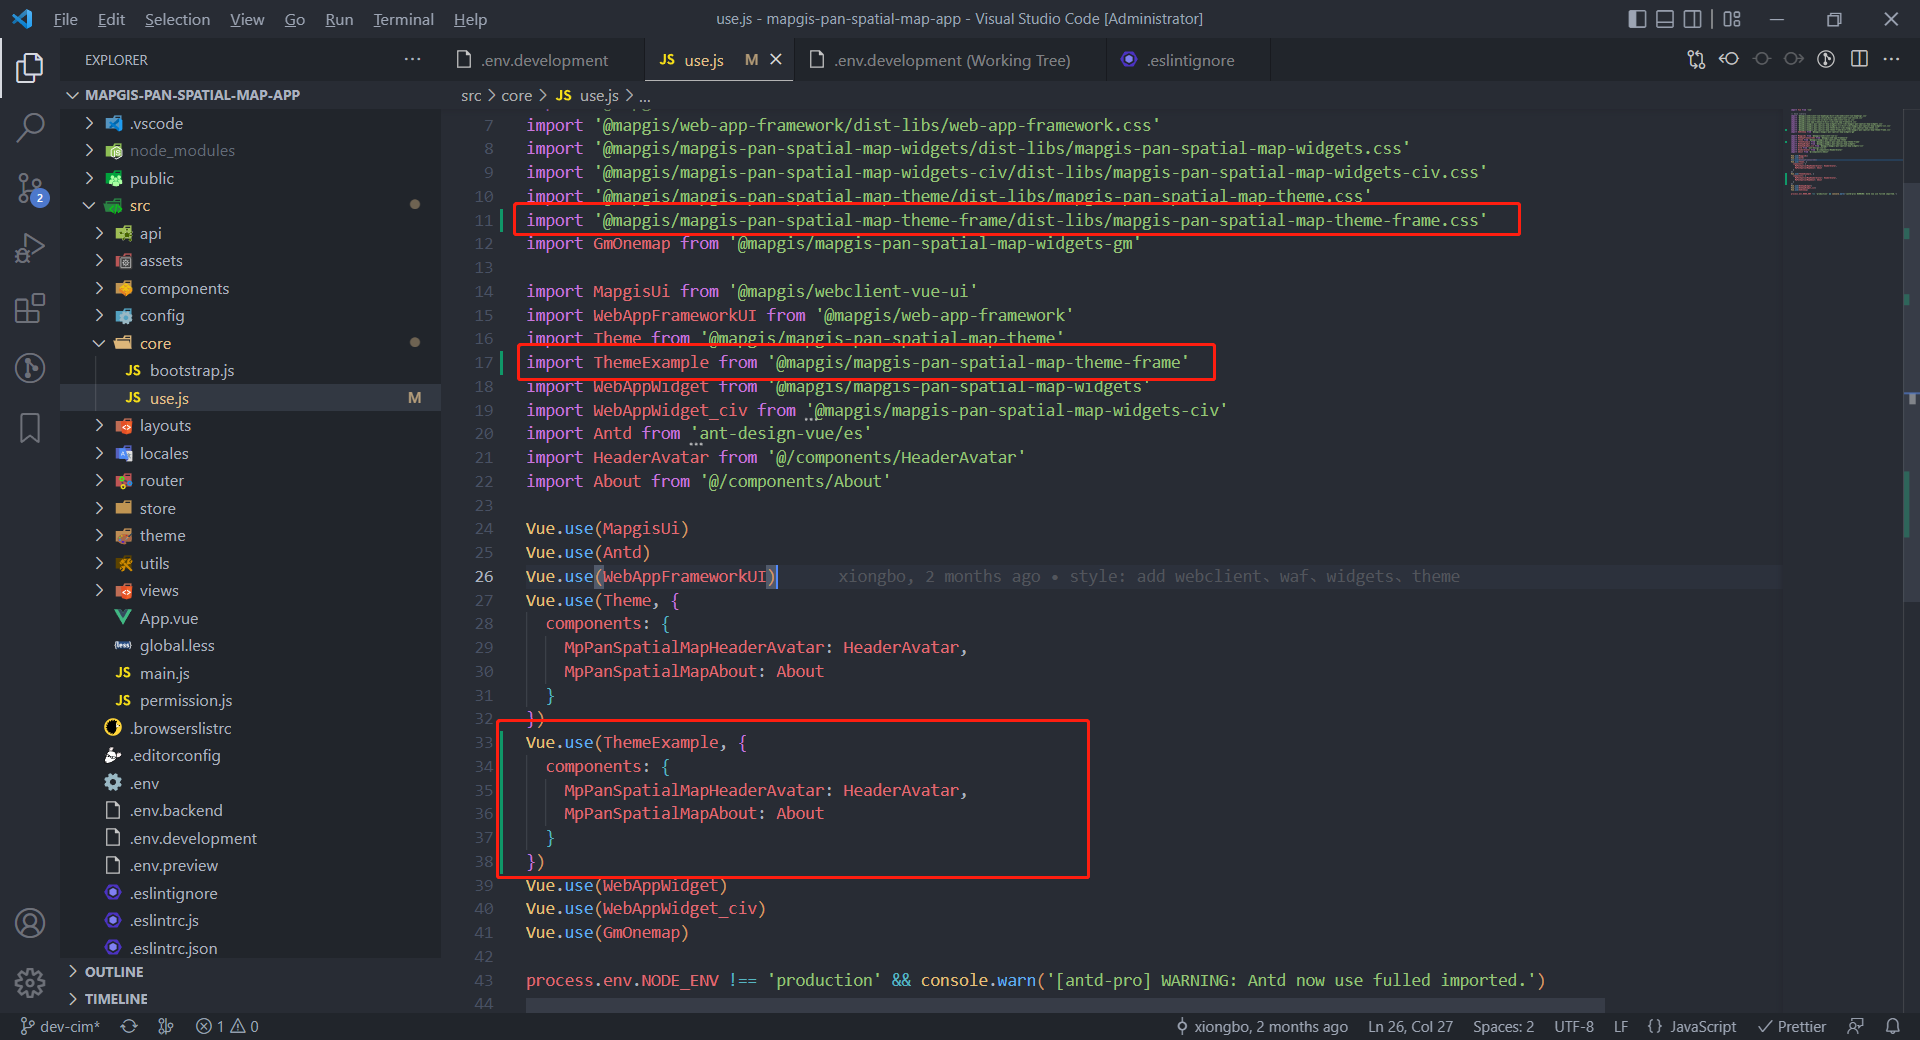 File Edit Selection View Go Run Terminal Help
use.js - mapgis-pan-spatial-map-app - Visual Studio Code [Administrator]
EXPLORER
.env.development
JS use.js M
.env.development (Working Tree)
.eslintignore
src > core > JS use.js > ...
MAPGIS-PAN-SPATIAL-MAP-APP
.vscode
node_modules
public
src
api
assets
components
config
core
JS bootstrap.js
JS use.js M
layouts
locales
router
store
theme
utils
views
App.vue
global.less
JS main.js
JS permission.js
.browserslistrc
.editorconfig
.env
.env.backend
.env.development
.env.preview
.eslintignore
.eslintrc.js
.eslintrc.json
OUTLINE
TIMELINE
2
7 import '@mapgis/web-app-framework/dist-libs/web-app-framework.css'
8 import '@mapgis/mapgis-pan-spatial-map-widgets/dist-libs/mapgis-pan-spatial-map-widgets.css'
9 import '@mapgis/mapgis-pan-spatial-map-widgets-civ/dist-libs/mapgis-pan-spatial-map-widgets-civ.css'
10 import '@mapgis/mapgis-pan-spatial-map-theme/dist-libs/mapgis-pan-spatial-map-theme.css'
11 import '@mapgis/mapgis-pan-spatial-map-theme-frame/dist-libs/mapgis-pan-spatial-map-theme-frame.css'
12 import GmOnemap from '@mapgis/mapgis-pan-spatial-map-widgets-gm'
13
14 import MapgisUi from '@mapgis/webclient-vue-ui'
15 import WebAppFrameworkUI from '@mapgis/web-app-framework'
16 import Theme from '@mapgis/mapgis-pan-spatial-map-theme'
17 import ThemeExample from '@mapgis/mapgis-pan-spatial-map-theme-frame'
18 import WebAppWidget from '@mapgis/mapgis-pan-spatial-map-widgets'
19 import WebAppWidget_civ from '@mapgis/mapgis-pan-spatial-map-widgets-civ'
20 import Antd from 'ant-design-vue/es'
21 import HeaderAvatar from '@/components/HeaderAvatar'
22 import About from '@/components/About'
23
24 Vue.use(MapgisUi)
25 Vue.use(Antd)
26 Vue.use(WebAppFrameworkUI) xiongbo, 2 months ago • style: add webclient、waf、widgets、theme
27 Vue.use(Theme, {
28 components: {
29 MpPanSpatialMapHeaderAvatar: HeaderAvatar,
30 MpPanSpatialMapAbout: About
31 }
32 })
33 Vue.use(ThemeExample, {
34 components: {
35 MpPanSpatialMapHeaderAvatar: HeaderAvatar,
36 MpPanSpatialMapAbout: About
37 }
38 })
39 Vue.use(WebAppWidget)
40 Vue.use(WebAppWidget_civ)
41 Vue.use(GmOnemap)
42
43 process.env.NODE_ENV !== 'production' && console.warn('[antd-pro] WARNING: Antd now use fulled imported.')
44
dev-cim* 1 0
xiongbo, 2 months ago Ln 26, Col 27 Spaces: 2 UTF-8 LF {} JavaScript Prettier